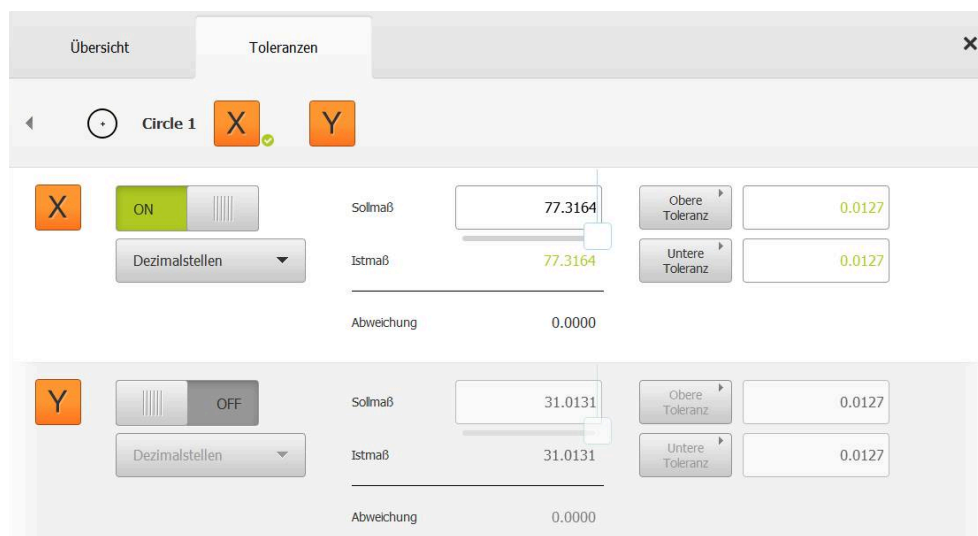 Übersicht Toleranzen
Circle 1 X Y
X ON Sollmaß 77.3164 Obere Toleranz 0.0127
Dezimalstellen Istmaß 77.3164 Untere Toleranz 0.0127
Abweichung 0.0000
Y OFF Sollmaß 31.0131 Obere Toleranz 0.0127
Dezimalstellen Istmaß 31.0131 Untere Toleranz 0.0127
Abweichung 0.0000